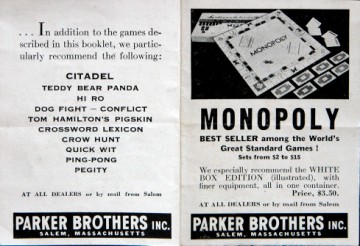 ... In addition to the games de-
scribed in this booklet, we partic-
ularly recommend the following:
CITADEL
TEDDY BEAR PANDA
HI RO
DOG FIGHT — CONFLICT
TOM HAMILTON'S PIGSKIN
CROSSWORD LEXICON
CROW HUNT
QUICK WIT
PING-PONG
PEGITY
AT ALL DEALERS or by mail from Salem
PARKER BROTHERS INC.
SALEM, MASSACHUSETTS
MONOPOLY
MONOPOLY
BEST SELLER among the World's
Great Standard Games!
Sets from $2 to $15
We especially recommend the WHITE
BOX EDITION (illustrated), with
finer equipment, all in one container.
Price, $3.50.
AT ALL DEALERS or by mail from Salem
PARKER BROTHERS INC.
SALEM, MASSACHUSETTS